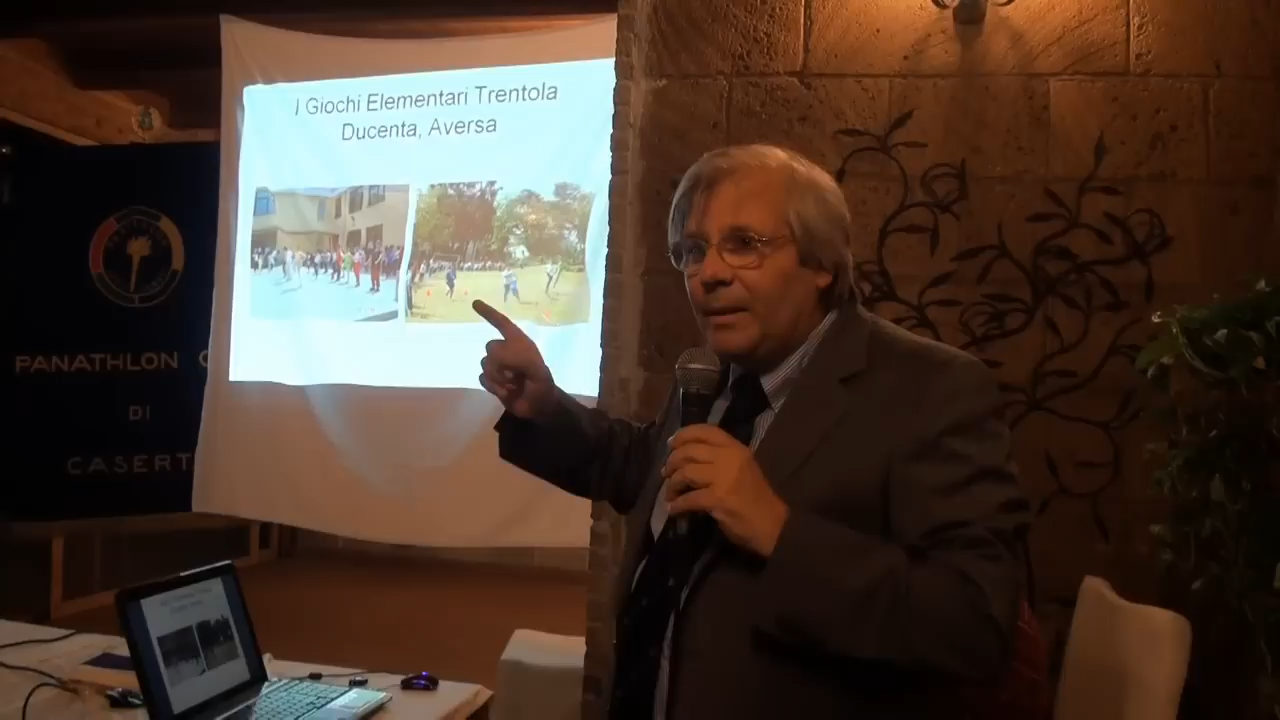 I Giochi Elementari Trentola
Ducenta, Aversa
PANATHLON C
DI
CASERT